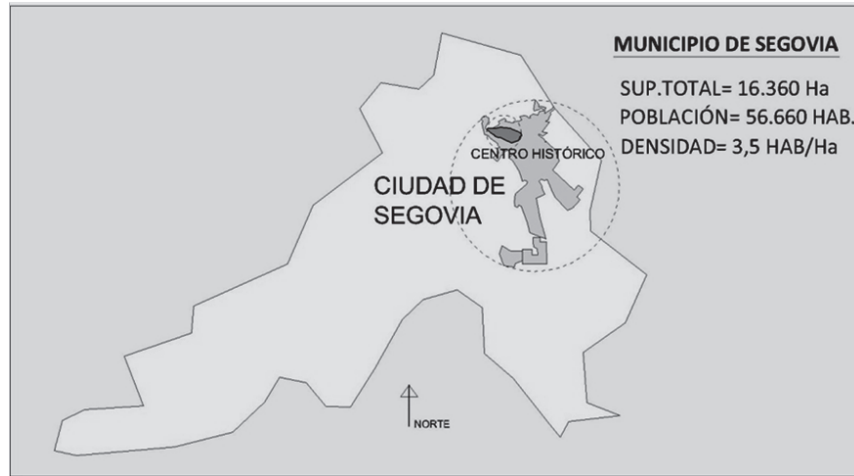 MUNICIPIO DE SEGOVIA
SUP.TOTAL= 16.360 Ha
POBLACIÓN= 56.660 HAB.
DENSIDAD= 3,5 HAB/Ha
CENTRO HISTÓRICO
CIUDAD DE
SEGOVIA
NORTE